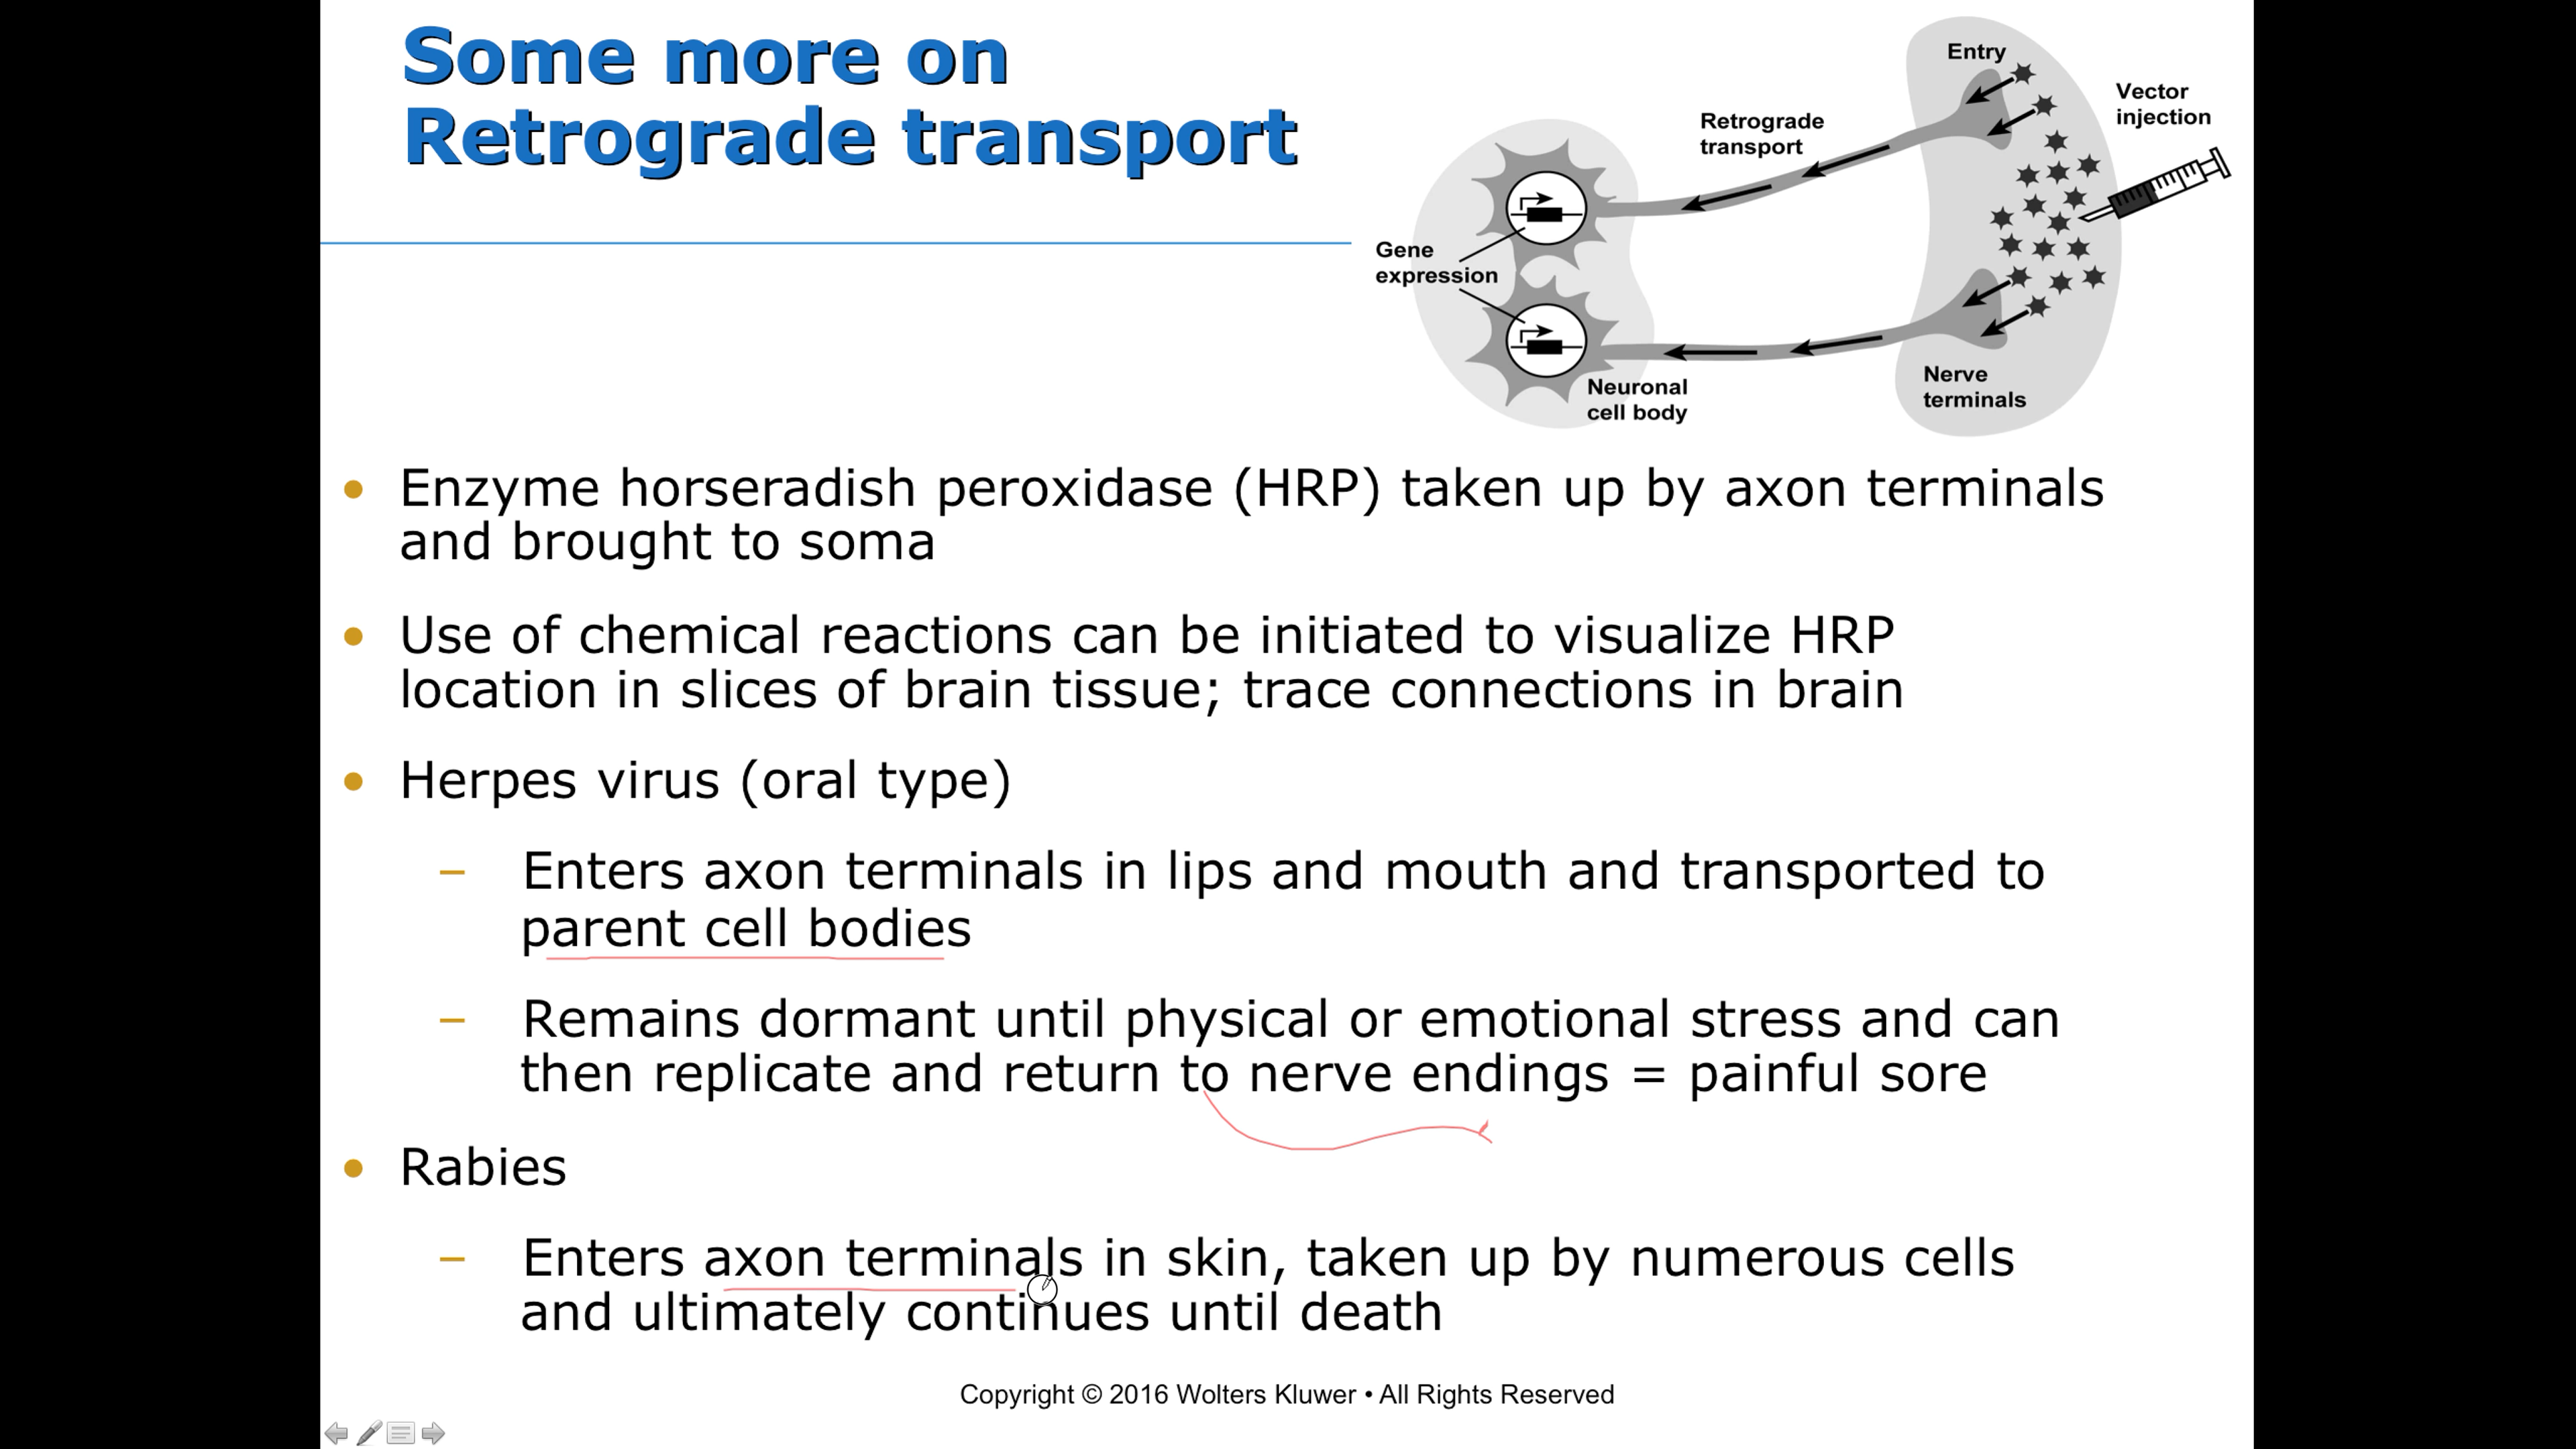 Some more on
Retrograde transport
Entry
Vector
injection
Retrograde
transport
Gene
expression
Neuronal
cell body
Nerve
terminals
• Enzyme horseradish peroxidase (HRP) taken up by axon terminals
and brought to soma
• Use of chemical reactions can be initiated to visualize HRP
location in slices of brain tissue; trace connections in brain
• Herpes virus (oral type)
– Enters axon terminals in lips and mouth and transported to
parent cell bodies
– Remains dormant until physical or emotional stress and can
then replicate and return to nerve endings = painful sore
• Rabies
– Enters axon terminals in skin, taken up by numerous cells
and ultimately continues until death
Copyright © 2016 Wolters Kluwer • All Rights Reserved